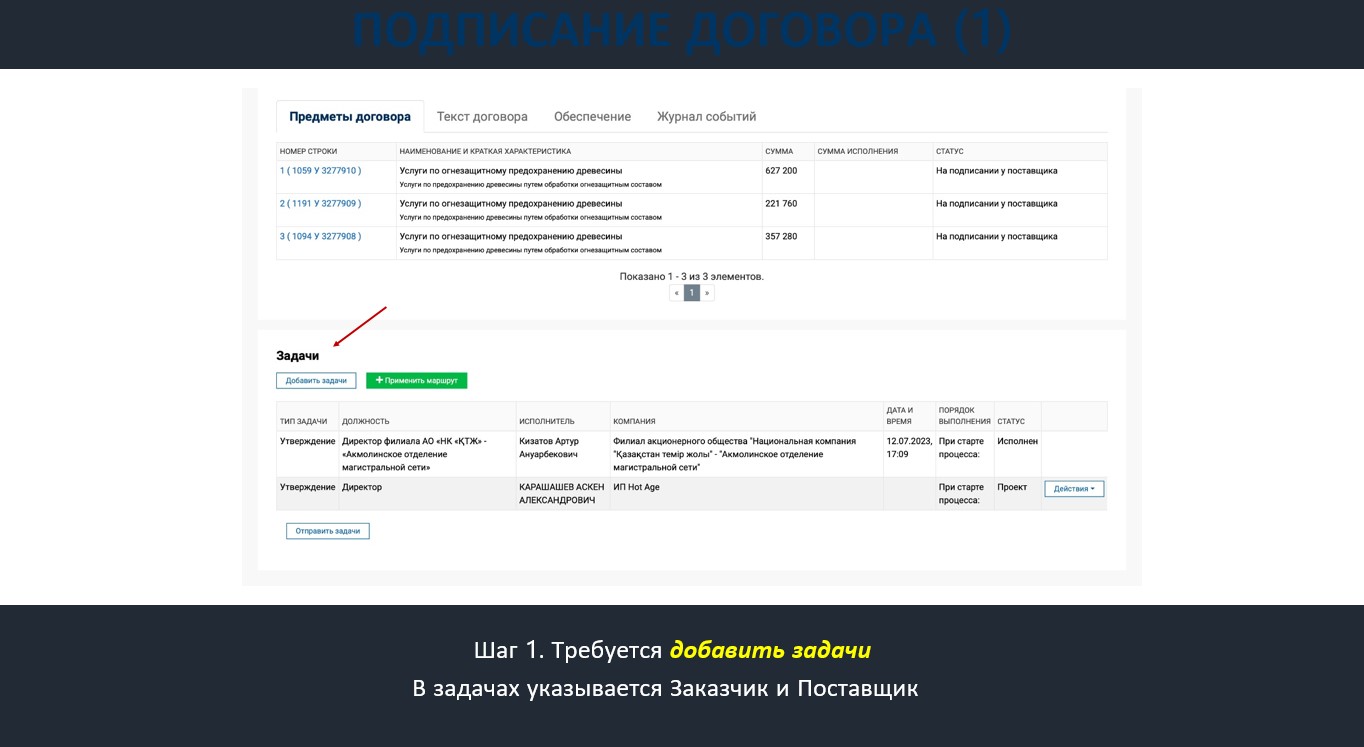 ПОДПИСАНИЕ ДОГОВОРА (1)
Предметы договора Текст договора Обеспечение Журнал событий
НОМЕР СТРОКИ НАИМЕНОВАНИЕ И КРАТКАЯ ХАРАКТЕРИСТИКА СУММА СУММА ИСПОЛНЕНИЯ СТАТУС
1 ( 1059 У 3277910 ) Услуги по огнезащитному предохранению древесины 627 200 На подписании у поставщика
Услуги по предохранению древесины путем обработки огнезащитным составом
2 ( 1191 У 3277909 ) Услуги по огнезащитному предохранению древесины 221 760 На подписании у поставщика
Услуги по предохранению древесины путем обработки огнезащитным составом
3 ( 1094 У 3277908 ) Услуги по огнезащитному предохранению древесины 357 280 На подписании у поставщика
Услуги по предохранению древесины путем обработки огнезащитным составом
Показано 1 - 3 из 3 элементов.
« 1 »
Задачи
Добавить задачи + Применить маршрут
ДАТА И ПОРЯДОК
ТИП ЗАДАЧИ ДОЛЖНОСТЬ ИСПОЛНИТЕЛЬ КОМПАНИЯ ВРЕМЯ ВЫПОЛНЕНИЯ СТАТУС
Утверждение Директор филиала АО «НК «ҚТЖ» - Кизатов Артур Филиал акционерного общества "Национальная компания 12.07.2023, При старте Исполнен
«Акмолинское отделение Ануарбекович "Қазақстан темір жолы" - "Акмолинское отделение 17:09 процесса:
магистральной сети» магистральной сети"
Утверждение Директор КАРАШАШЕВ АСКЕН ИП Hot Age При старте Проект Действия
АЛЕКСАНДРОВИЧ процесса:
Отправить задачи
Шаг 1. Требуется добавить задачи
В задачах указывается Заказчик и Поставщик